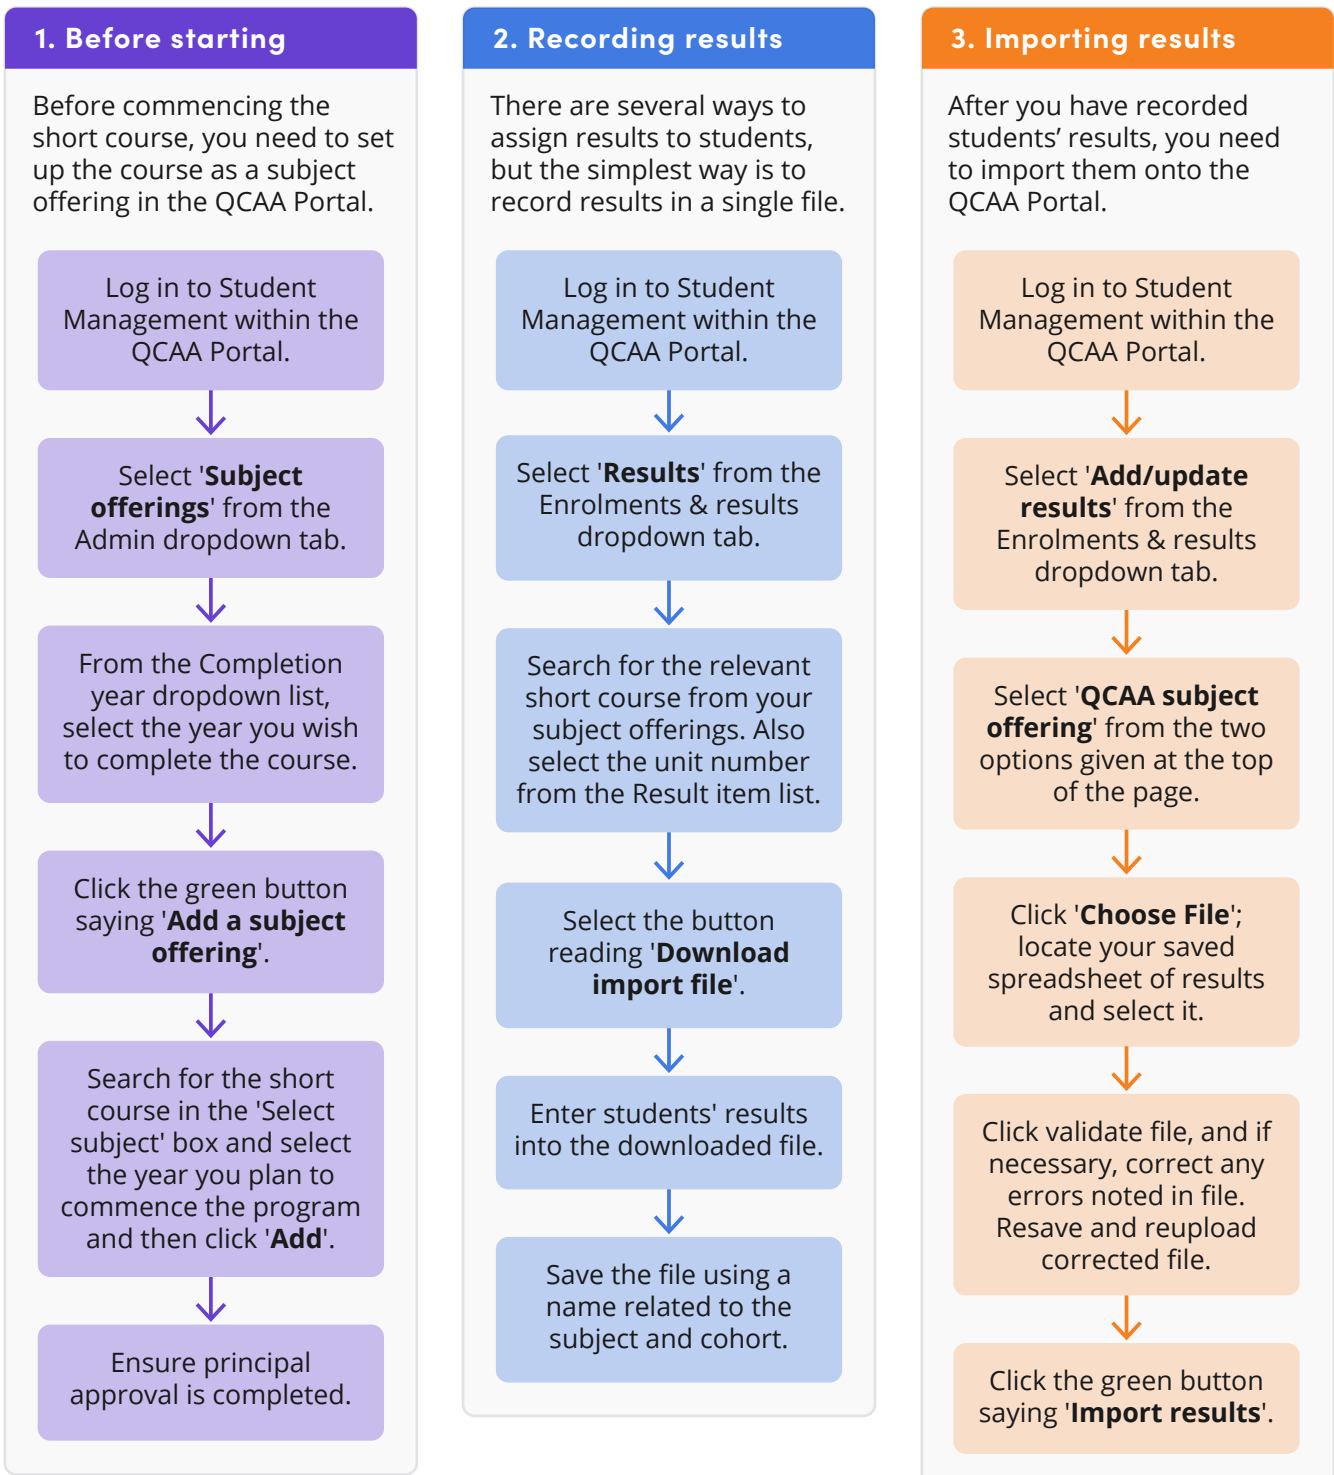 1. Before starting
Before commencing the
short course, you need to set
up the course as a subject
offering in the QCAA Portal.
Log in to Student
Management within the
QCAA Portal.
Select 'Subject
offerings' from the
Admin dropdown tab.
From the Completion
year dropdown list,
select the year you wish
to complete the course.
Click the green button
saying 'Add a subject
offering'.
Search for the short
course in the 'Select
subject' box and select
the year you plan to
commence the program
and then click 'Add'.
Ensure principal
approval is completed.
2. Recording results
There are several ways to
assign results to students,
but the simplest way is to
record results in a single file.
Log in to Student
Management within the
QCAA Portal.
Select 'Results' from the
Enrolments & results
dropdown tab.
Search for the relevant
short course from your
subject offerings. Also
select the unit number
from the Result item list.
Select the button
reading 'Download
import file'.
Enter students' results
into the downloaded file.
Save the file using a
name related to the
subject and cohort.
3. Importing results
After you have recorded
students’ results, you need
to import them onto the
QCAA Portal.
Log in to Student
Management within the
QCAA Portal.
Select 'Add/update
results' from the
Enrolments & results
dropdown tab.
Select 'QCAA subject
offering' from the two
options given at the top
of the page.
Click 'Choose File';
locate your saved
spreadsheet of results
and select it.
Click validate file, and if
necessary, correct any
errors noted in file.
Resave and reupload
corrected file.
Click the green button
saying 'Import results'.